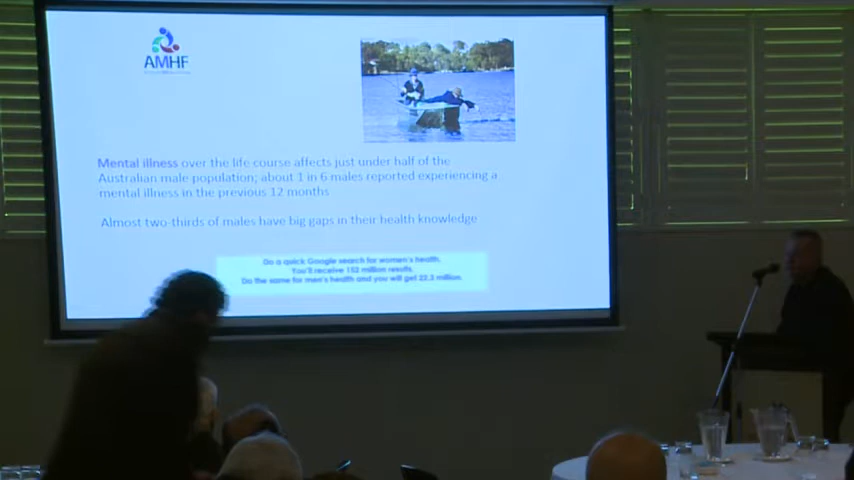 AMHF
Mental illness over the life course affects just under half of the
Australian male population; about 1 in 6 males reported experiencing a
mental illness in the previous 12 months
Almost two-thirds of males have big gaps in their health knowledge
Do a quick Google search for women's health.
You'll receive 152 million results.
Do the same for men's health and you will get 22.3 million.